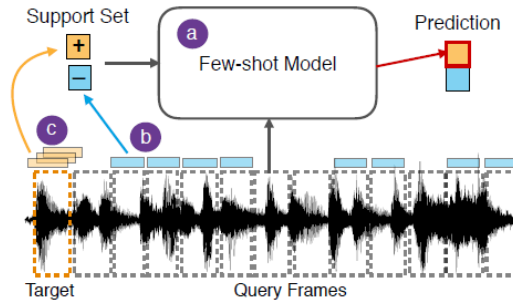 Support Set
Prediction
a
+
Few-shot Model
−
c
b
Target
Query Frames